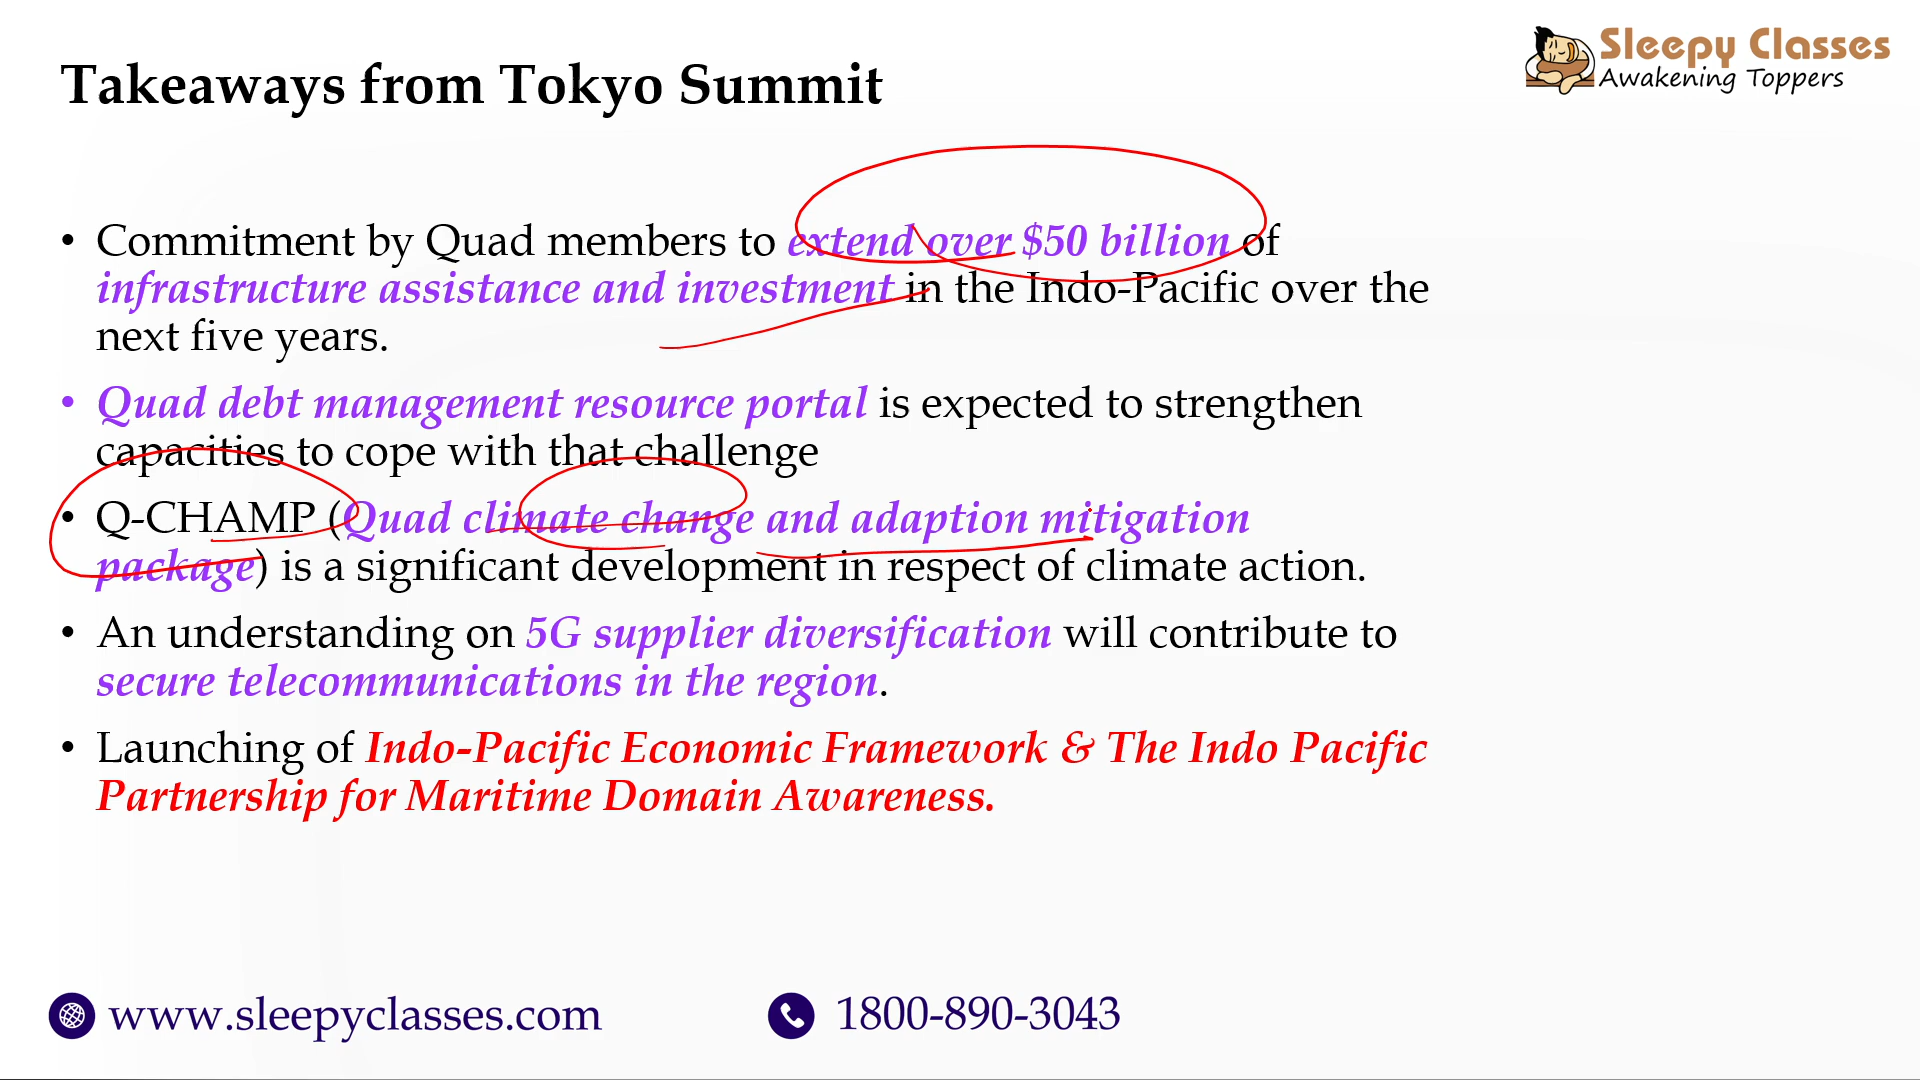 Takeaways from Tokyo Summit
Sleepy Classes
Awakening Toppers
• Commitment by Quad members to extend over $50 billion of
infrastructure assistance and investment in the Indo-Pacific over the
next five years.
• Quad debt management resource portal is expected to strengthen
capacities to cope with that challenge
• Q-CHAMP (Quad climate change and adaption mitigation
package) is a significant development in respect of climate action.
• An understanding on 5G supplier diversification will contribute to
secure telecommunications in the region.
• Launching of Indo-Pacific Economic Framework & The Indo Pacific
Partnership for Maritime Domain Awareness.
www.sleepyclasses.com
1800-890-3043